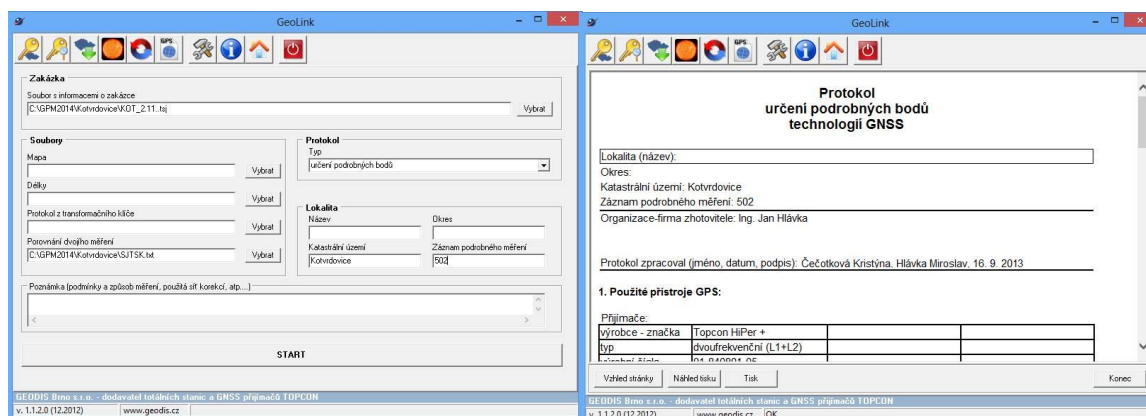 GeoLink
GPS
Zakázka
Soubor s informacemi o zakázce
C:\GPM2014\Kotvrdovice\KOT_2.11..tsj
Vybrat
Soubory
Mapa
Vybrat
Délky
Vybrat
Protokol z transformačního klíče
Vybrat
Porovnání dvojího měření
C:\GPM2014\Kotvrdovice\SJTSK.txt
Vybrat
Protokol
Typ
určení podrobných bodů
Lokalita
Název
Okres
Katastrální území
Záznam podrobného měření
Kotvrdovice
502
Poznámka (podmínky a způsob měření, použitá síť korekcí, atp....)
START
GEODIS Brno s.r.o. - dodavatel totálních stanic a GNSS přijímačů TOPCON
v. 1.1.2.0 (12.2012)
www.geodis.cz
GeoLink
GPS
Protokol
určení podrobných bodů
technologií GNSS
Lokalita (název):
Okres:
Katastrální území: Kotvrdovice
Záznam podrobného měření: 502
Organizace-firma zhotovitele: Ing. Jan Hlávka
Protokol zpracoval (jméno, datum, podpis): Čečotková Kristýna, Hlávka Miroslav, 16. 9. 2013
1. Použité přístroje GPS:
Přijímače:
výrobce - značka Topcon HiPer +
typ dvoufrekvenční (L1+L2)
Vzhled stránky
Náhled tisku
Tisk
Konec
GEODIS Brno s.r.o. - dodavatel totálních stanic a GNSS přijímačů TOPCON
v. 1.1.2.0 (12.2012)
www.geodis.cz
OK